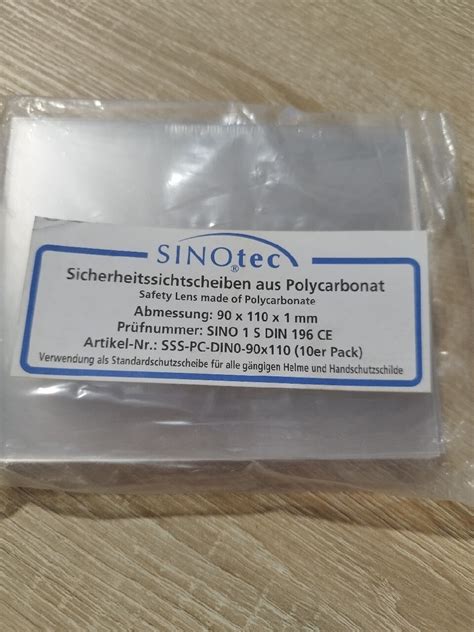 SINOtec
®
Sicherheitssichtscheiben aus Polycarbonat
Safety Lens made of Polycarbonate
Abmessung: 90 x 110 x 1 mm
Prüfnummer: SINO 1 S DIN 196 CE
Artikel-Nr.: SSS-PC-DIN0-90x110 (10er Pack)
Verwendung als Standardschutzscheibe für alle gängigen Helme und Handschutzschilde